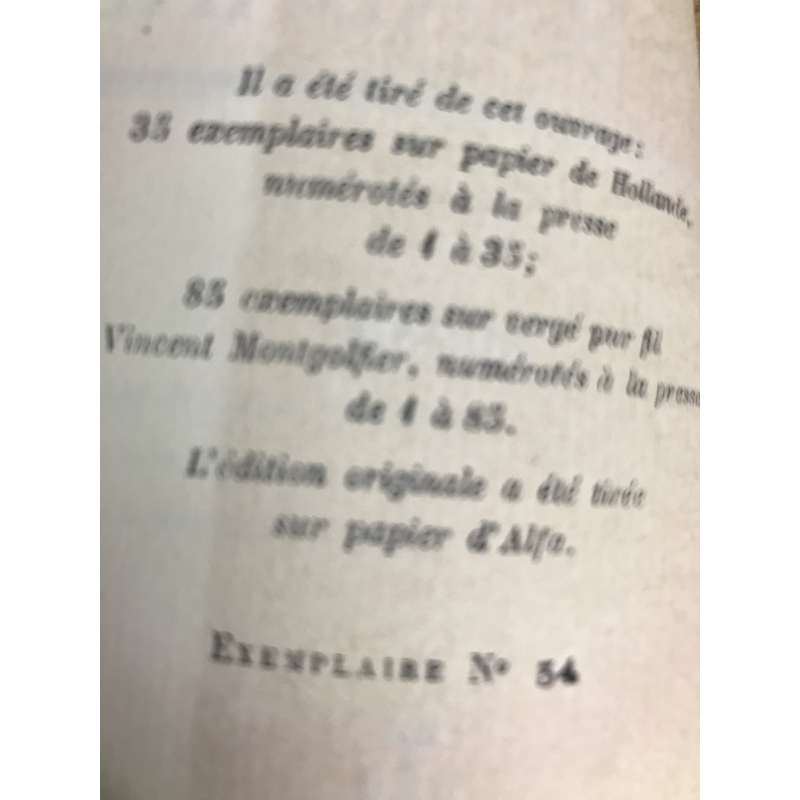 Il a été tiré de cet ouvrage:
35 exemplaires sur papier de Hollande,
numérotés à la presse
de 1 à 35;
85 exemplaires sur vergé pur fil
Vincent Montgolfier, numérotés à la presse
de 1 à 85.
L'édition originale a été tirée
sur papier d'Alfa.
EXEMPLAIRE Nº 54